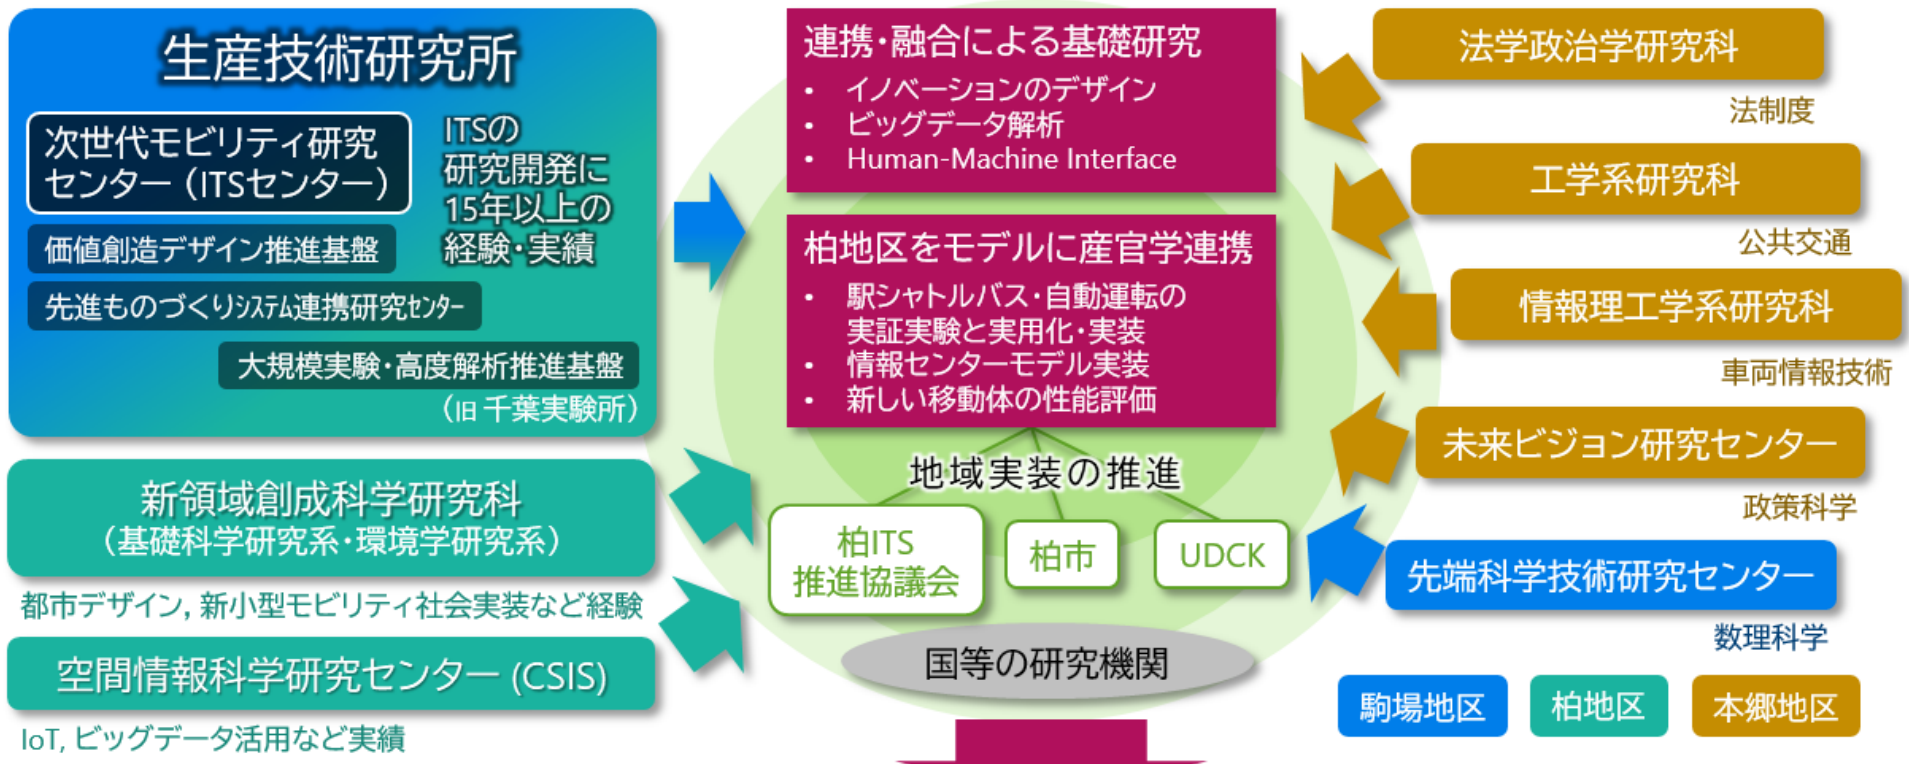 生産技術研究所
次世代モビリティ研究
センター（ITSセンター）
ITSの
研究開発に
15年以上の
経験・実績
価値創造デザイン推進基盤
先進ものづくりシステム連携研究センター
大規模実験・高度解析推進基盤
（旧 千葉実験所）
新領域創成科学研究科
（基礎科学研究系・環境学研究系）
都市デザイン, 新小型モビリティ社会実装など経験
空間情報科学研究センター (CSIS)
IoT, ビッグデータ活用など実績
連携・融合による基礎研究
• イノベーションのデザイン
• ビッグデータ解析
• Human-Machine Interface
柏地区をモデルに産官学連携
• 駅シャトルバス・自動運転の
実証実験と実用化・実装
• 情報センターモデル実装
• 新しい移動体の性能評価
地域実装の推進
柏ITS
推進協議会
柏市
UDCK
国等の研究機関
法学政治学研究科
法制度
工学系研究科
公共交通
情報理工学系研究科
車両情報技術
未来ビジョン研究センター
政策科学
先端科学技術研究センター
数理科学
駒場地区
柏地区
本郷地区